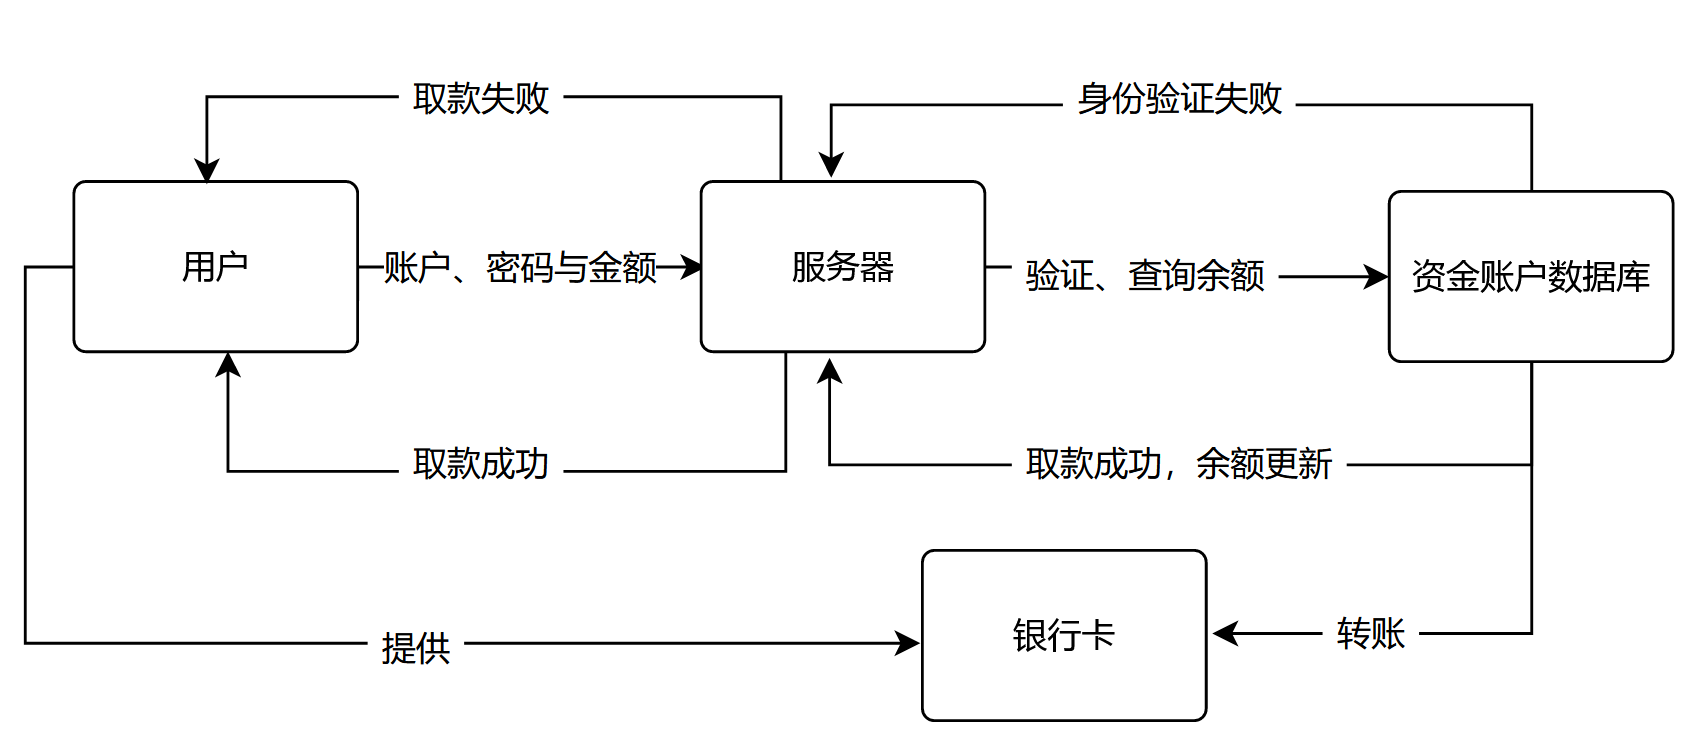 取款失败
身份验证失败
用户
账户、密码与金额
服务器
验证、查询余额
资金账户数据库
取款成功
取款成功，余额更新
提供
银行卡
转账